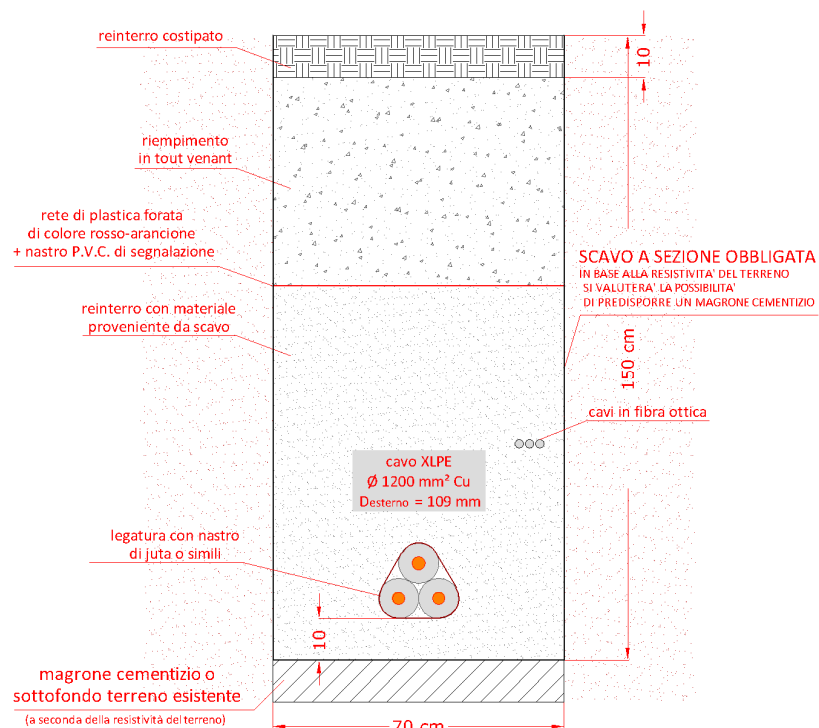 reinterro costipato
10
riempimento
in tout venant
rete di plastica forata
di colore rosso-arancione
+ nastro P.V.C. di segnalazione
SCAVO A SEZIONE OBBLIGATA
IN BASE ALLA RESISTIVITA' DEL TERRENO
SI VALUTERA' LA POSSIBILITA'
DI PREDISPORRE UN MAGRONE CEMENTIZIO
reinterro con materiale
proveniente da scavo
150 cm
cavi in fibra ottica
cavo XLPE
Ø 1200 mm² Cu
Desterno = 109 mm
legatura con nastro
di juta o simili
10
magrone cementizio o
sottofondo terreno esistente
(a seconda della resistività del terreno)
70 cm